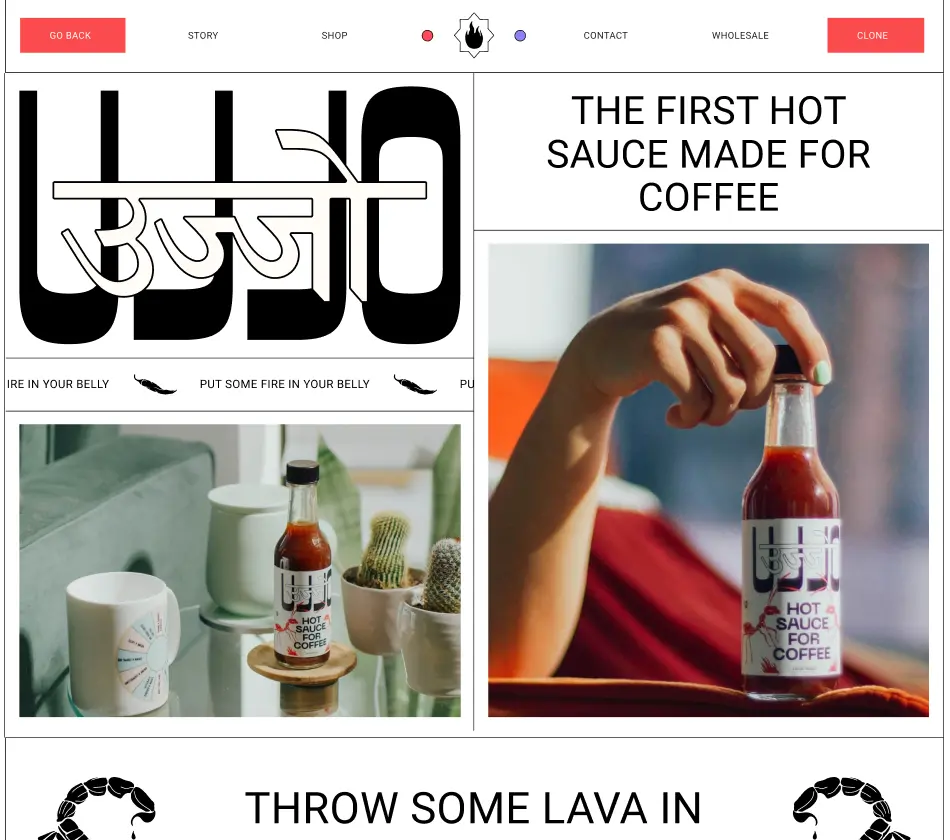 GO BACK
STORY
SHOP
CONTACT
WHOLESALE
CLONE
UJJO
उज्जो
THE FIRST HOT
SAUCE MADE FOR
COFFEE
IRE IN YOUR BELLY
PUT SOME FIRE IN YOUR BELLY
PU
UJJO
उज्जो
HOT
SAUCE
FOR
COFFEE
UJJO
उज्जो
HOT
SAUCE
FOR
COFFEE
THROW SOME LAVA IN